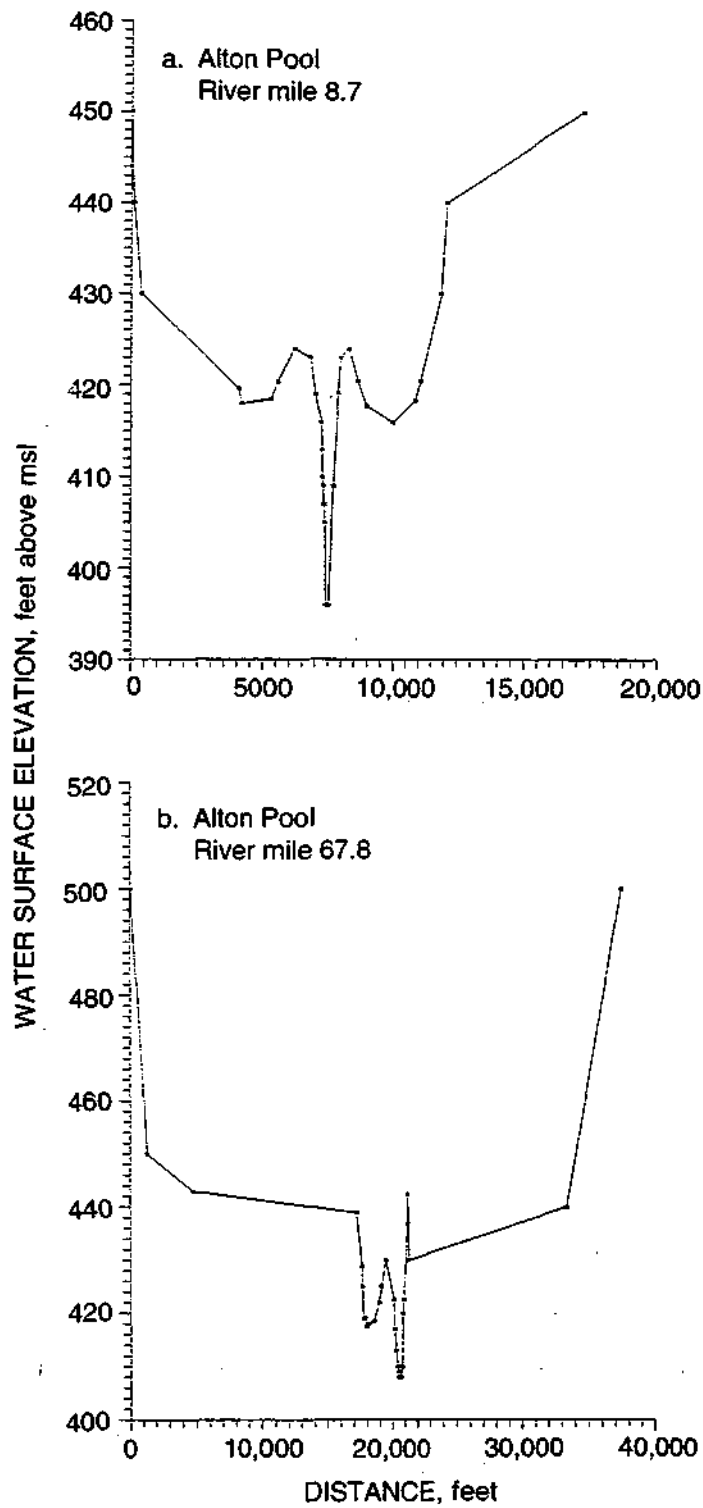 WATER SURFACE ELEVATION, feet above msl
a. Alton Pool
River mile 8.7
460
450
440
430
420
410
400
390
0 5000 10,000 15,000 20,000
b. Alton Pool
River mile 67.8
520
500
480
460
440
420
400
0 10,000 20,000 30,000 40,000
DISTANCE, feet